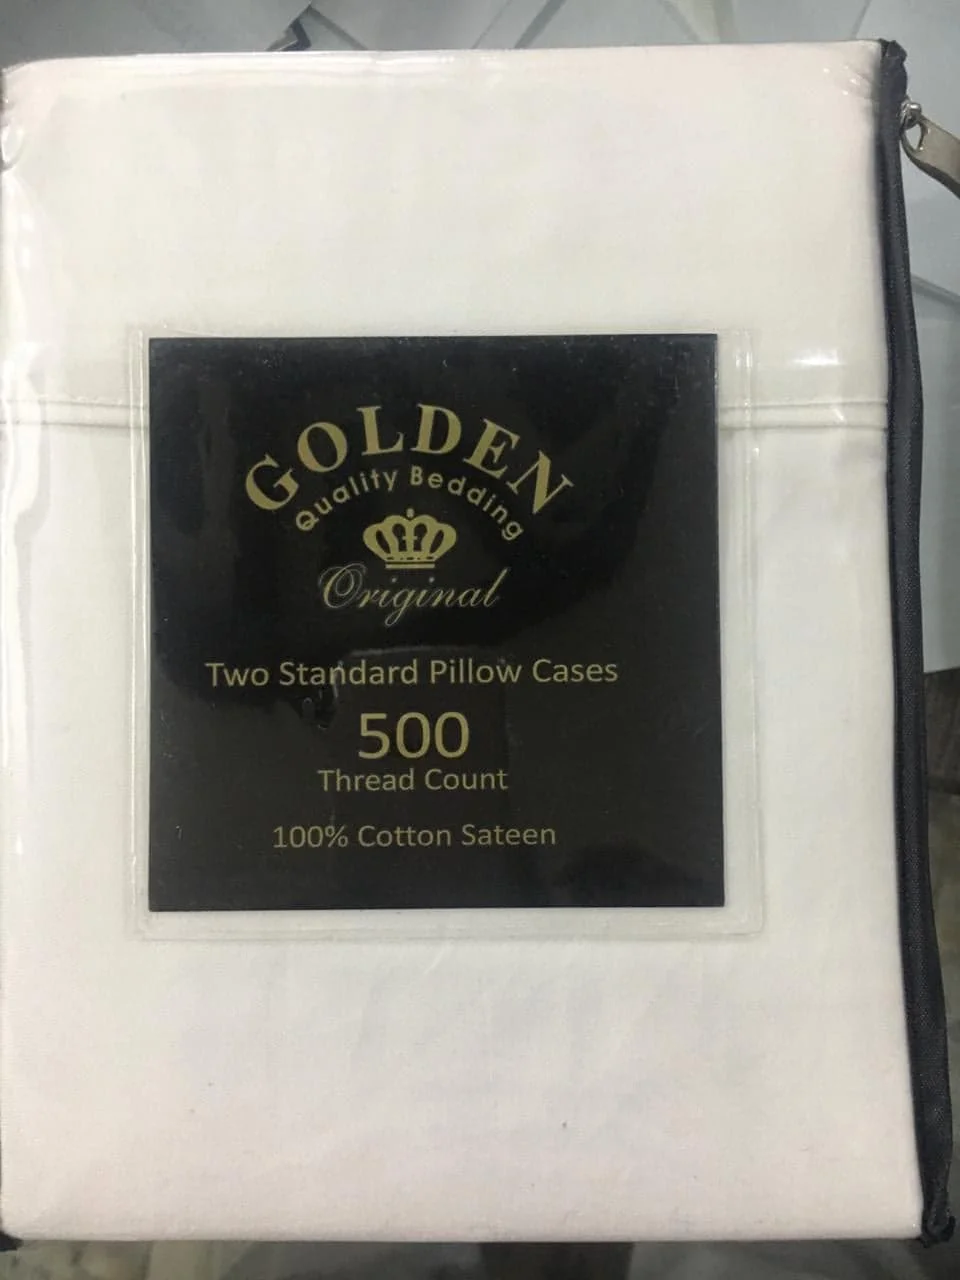 GOLDEN
Quality Bedding
Original
Two Standard Pillow Cases
500
Thread Count
100% Cotton Sateen